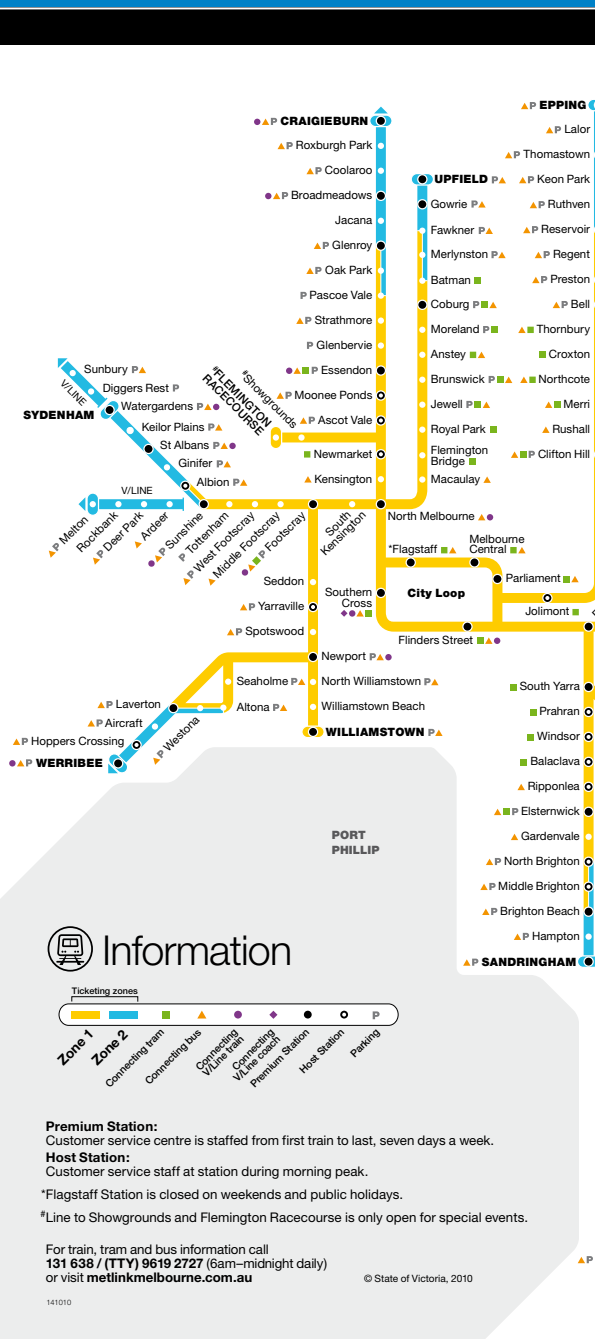 CRAIGIEBURN
P Roxburgh Park
P Coolaroo
P Broadmeadows
Jacana
P Glenroy
P Oak Park
P Pascoe Vale
P Strathmore
P Glenbervie
P Essendon
P Moonee Ponds
P Ascot Vale
Newmarket
Kensington
#FLEMINGTON
RACECOURSE
#Showgrounds
UPFIELD P
Gowrie P
Fawkner P
Merlynston P
Batman
Coburg P
Moreland P
Anstey
Brunswick P
Jewell P
Royal Park
Flemington
Bridge
Macaulay
North Melbourne
P EPPING
P Lalor
P Thomastown
P Keon Park
P Ruthven
P Reservoir
P Regent
P Preston
P Bell
Thornbury
Croxton
Northcote
Merri
Rushall
P Clifton Hill
Sunbury P
Diggers Rest P
V/LINE
SYDENHAM
Watergardens P
Keilor Plains P
St Albans P
Ginifer P
Albion P
V/LINE
P Melton
Rockbank
P Deer Park
Ardeer
P Sunshine
P Tottenham
P West Footscray
Middle Footscray
P Footscray
South
Kensington
*Flagstaff
Melbourne
Central
Parliament
City Loop
Jolimont
Southern
Cross
Flinders Street
Seddon
P Yarraville
P Spotswood
Newport P
Seaholme P
Altona P
North Williamstown P
Williamstown Beach
WILLIAMSTOWN P
P Laverton
P Aircraft
P Westona
P Hoppers Crossing
P WERRIBEE
South Yarra
Prahran
Windsor
Balaclava
Ripponlea
P Elsternwick
Gardenvale
P North Brighton
P Middle Brighton
P Brighton Beach
P Hampton
P SANDRINGHAM
PORT
PHILLIP
P
Information
Ticketing zones
P
Zone 1
Zone 2
Connecting tram
Connecting bus
Connecting
V/Line train
Connecting
V/Line coach
Premium Station
Host Station
Parking
Premium Station:
Customer service centre is staffed from first train to last, seven days a week.
Host Station:
Customer service staff at station during morning peak.
*Flagstaff Station is closed on weekends and public holidays.
#Line to Showgrounds and Flemington Racecourse is only open for special events.
For train, tram and bus information call
131 638 / (TTY) 9619 2727 (6am–midnight daily)
or visit metlinkmelbourne.com.au
© State of Victoria, 2010
141010